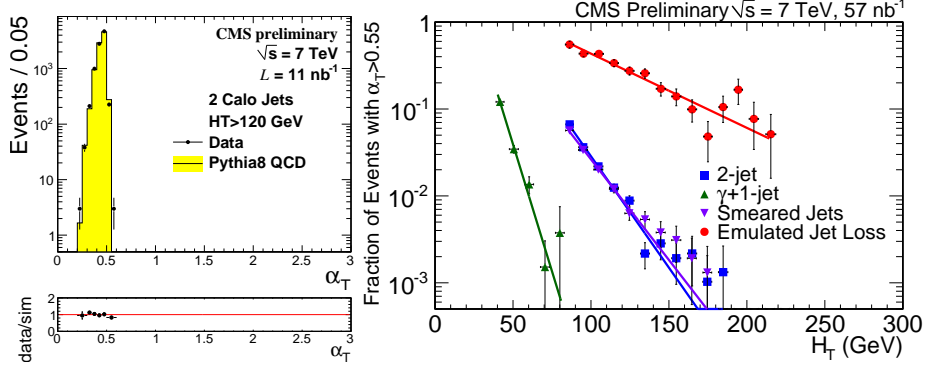 CMS preliminary
√s = 7 TeV
L = 11 nb⁻¹
2 Calo Jets
HT>120 GeV
Data
Pythia8 QCD
Events / 0.05
10³
10²
10
1
0 0.5 1 1.5 2 2.5 3
α_T
data/sim
2
1
0
0 0.5 1 1.5 2 2.5 3
α_T
CMS Preliminary √s = 7 TeV, 57 nb⁻¹
Fraction of Events with α_T>0.55
1
10⁻¹
10⁻²
10⁻³
2-jet
γ+1-jet
Smeared Jets
Emulated Jet Loss
0 50 100 150 200 250 300
H_T (GeV)